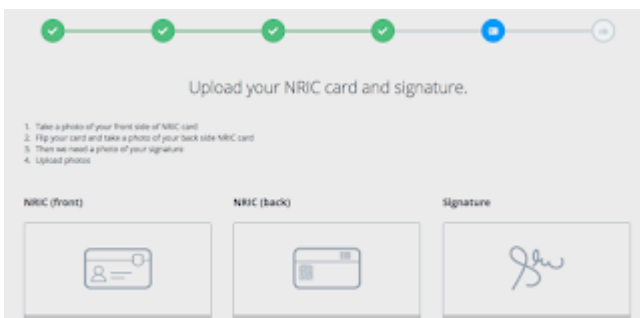 Upload your NRIC card and signature.
1. Take a photo of your front side of NRIC card
2. Flip your card and take a photo of your back side NRIC card
3. Then we need a photo of your signature
4. Upload photos
NRIC (front)
NRIC (back)
Signature